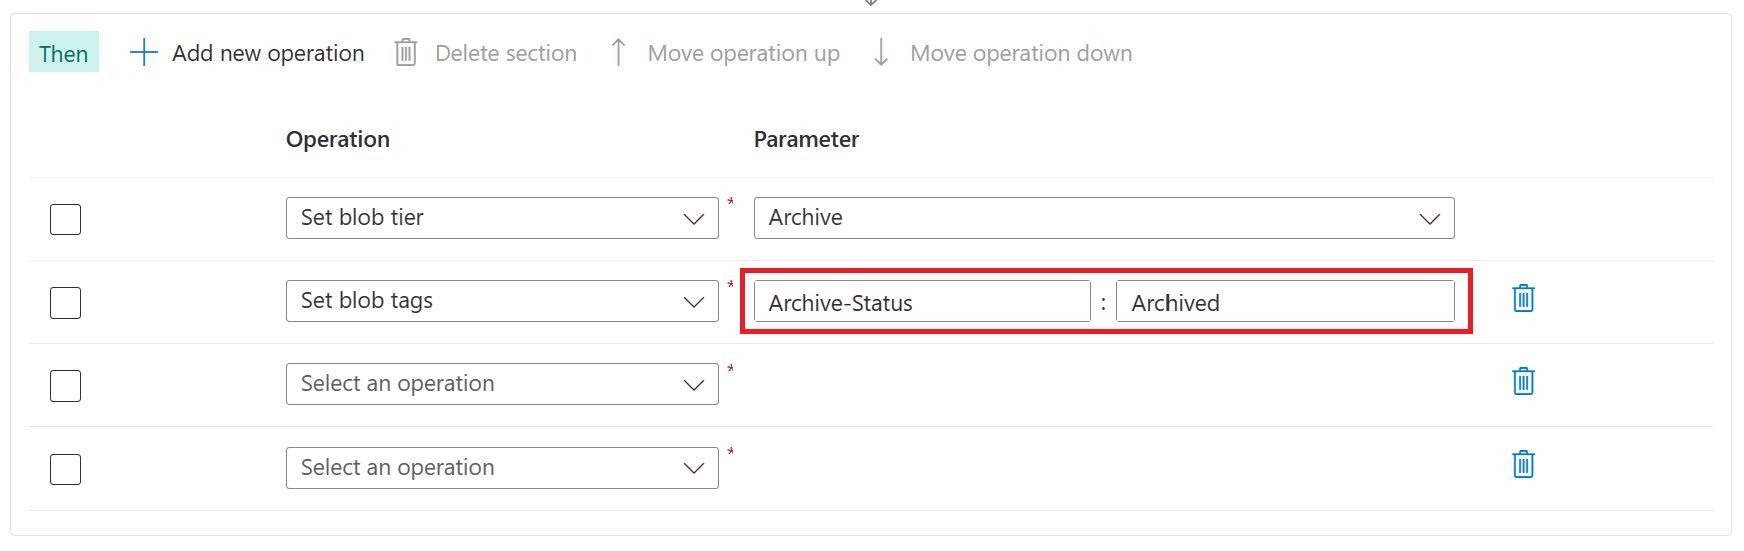 Then Add new operation Delete section Move operation up Move operation down
Operation Parameter
Set blob tier * Archive
Set blob tags * Archive-Status : Archived
Select an operation *
Select an operation *